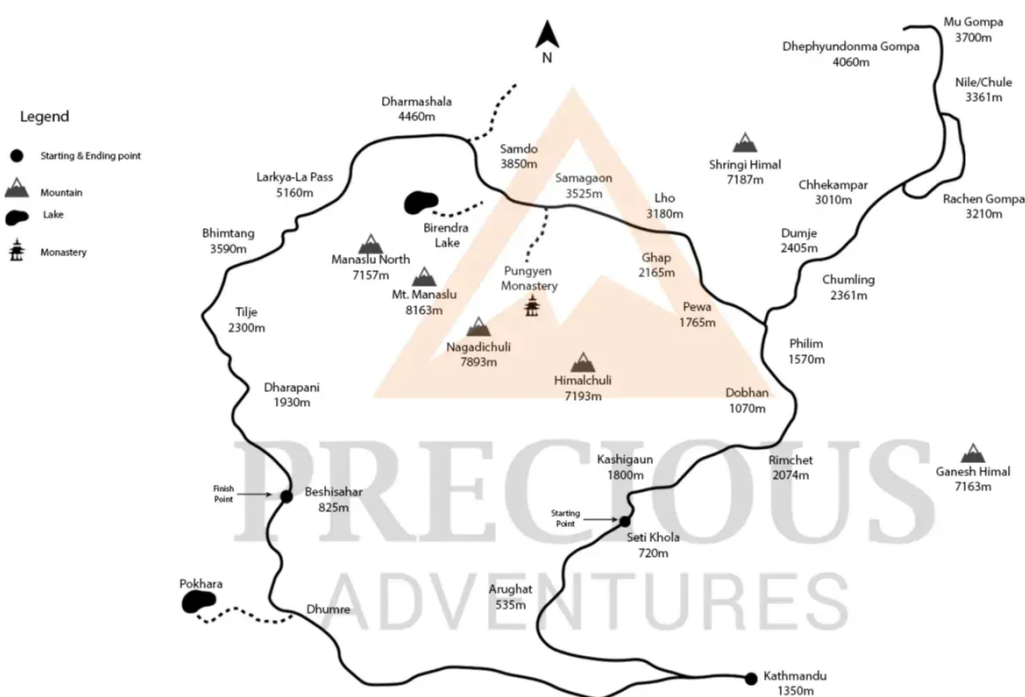 Mu Gompa
3700m
Dhephyundonma Gompa
4060m
N
Nile/Chule
3361m
Legend
Starting & Ending point
Mountain
Lake
Monastery
Dharmashala
4460m
Samdo
3850m
Shringi Himal
7187m
Larkya-La Pass
5160m
Samagaon
3525m
Chhekampar
3010m
Lho
3180m
Rachen Gompa
3210m
Bhimtang
3590m
Birendra
Lake
Dumje
2405m
Manaslu North
7157m
Ghap
2165m
Pungyen
Monastery
Chumling
2361m
Mt. Manaslu
8163m
Tilje
2300m
Pewa
1765m
Nagadichuli
7893m
Philim
1570m
Himalchuli
7193m
Dharapani
1930m
Dobhan
1070m
PRECIOUS
ADVENTURES
Kashigaun
1800m
Rimchet
2074m
Ganesh Himal
7163m
Finish
Point
Beshisahar
825m
Starting
Point
Seti Khola
720m
Pokhara
Arughat
535m
Dhumre
Kathmandu
1350m